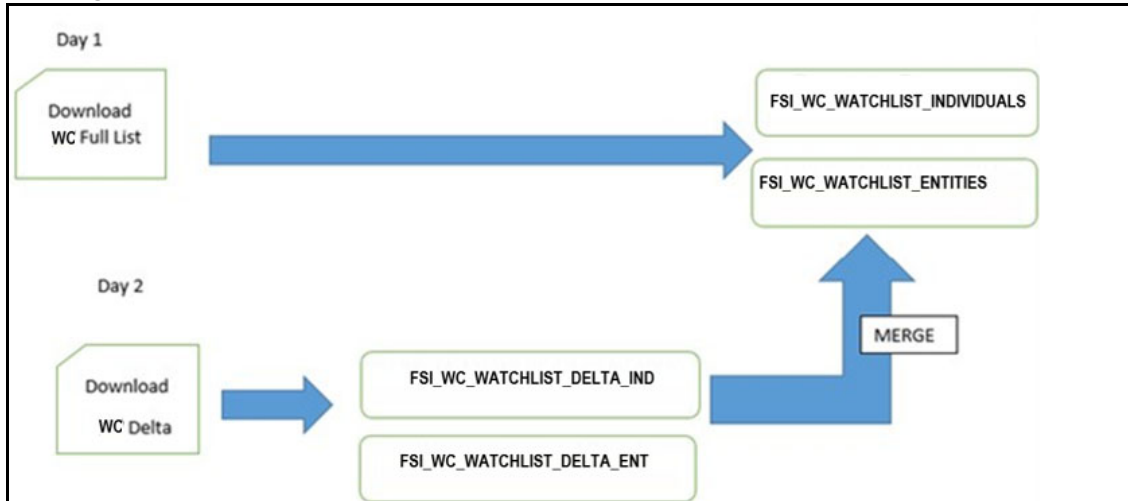 Day 1
Download
WC Full List
FSI_WC_WATCHLIST_INDIVIDUALS
FSI_WC_WATCHLIST_ENTITIES
Day 2
Download
WC Delta
FSI_WC_WATCHLIST_DELTA_IND
FSI_WC_WATCHLIST_DELTA_ENT
MERGE